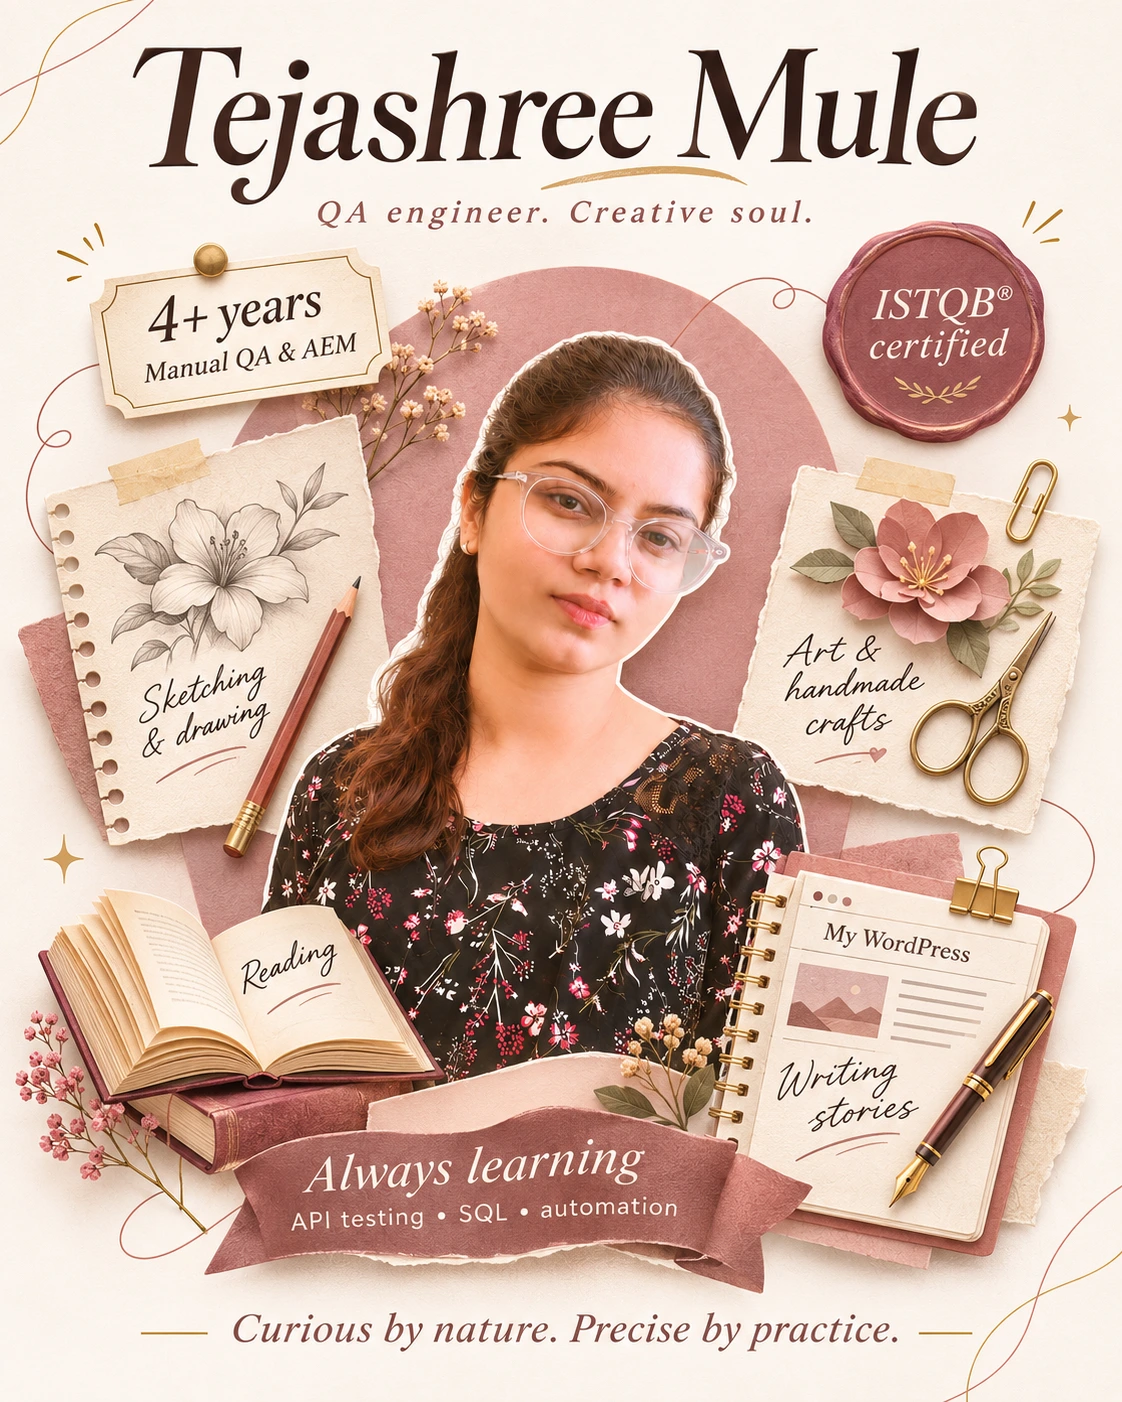 Tejashree Mule
QA engineer. Creative soul.
4+ years
Manual QA & AEM
ISTQB®
certified
Sketching
& drawing
Art &
handmade
crafts
Reading
My WordPress
Writing
stories
Always learning
API testing • SQL • automation
Curious by nature. Precise by practice.